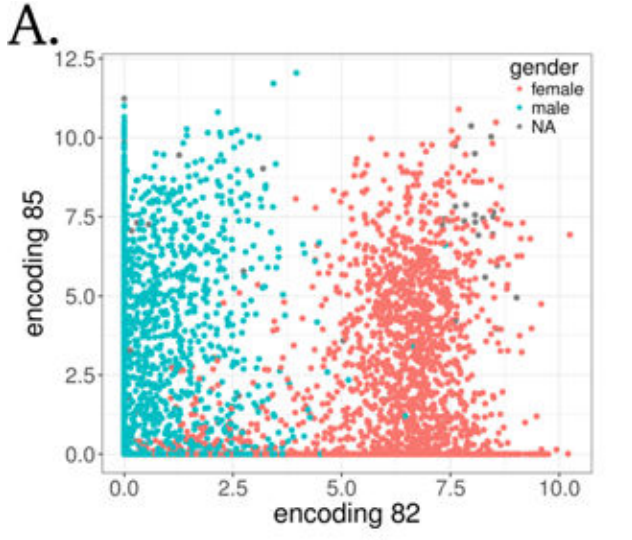 A.
12.5
10.0
7.5
5.0
2.5
0.0
encoding 85
0.0 2.5 5.0 7.5 10.0
encoding 82
gender
female
male
NA